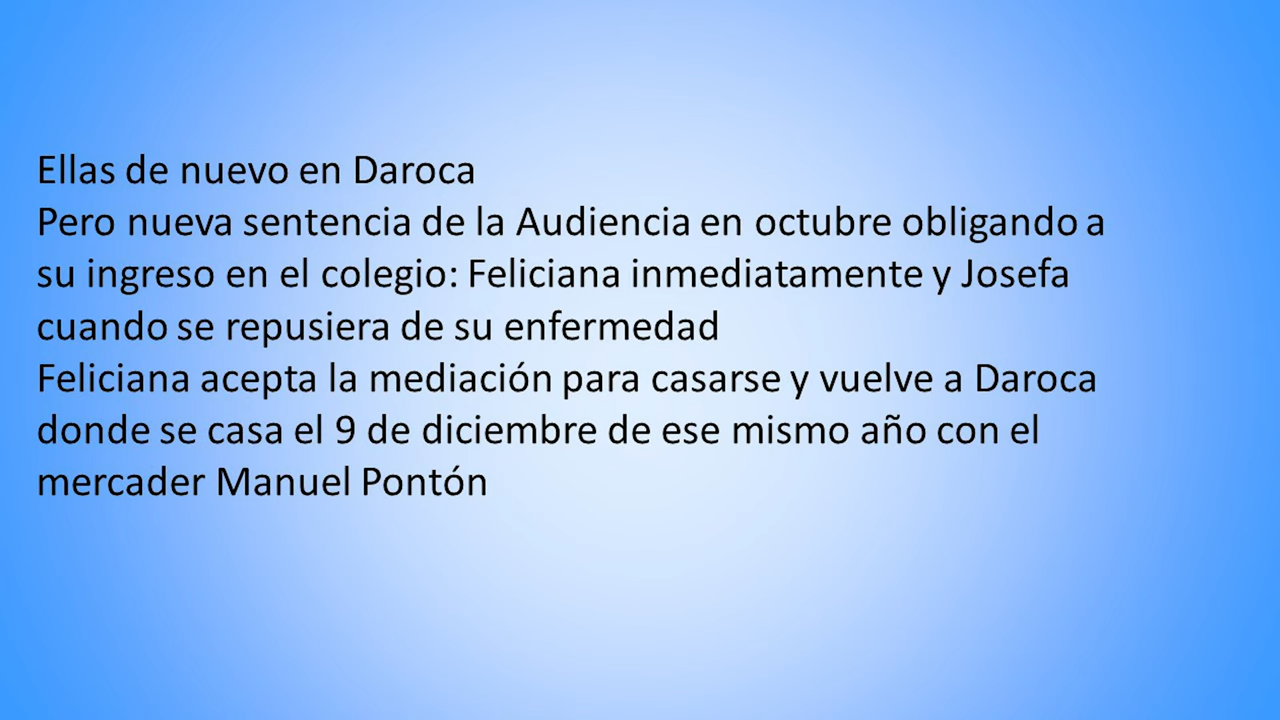 Ellas de nuevo en Daroca
Pero nueva sentencia de la Audiencia en octubre obligando a
su ingreso en el colegio: Feliciana inmediatamente y Josefa
cuando se repusiera de su enfermedad
Feliciana acepta la mediación para casarse y vuelve a Daroca
donde se casa el 9 de diciembre de ese mismo año con el
mercader Manuel Pontón